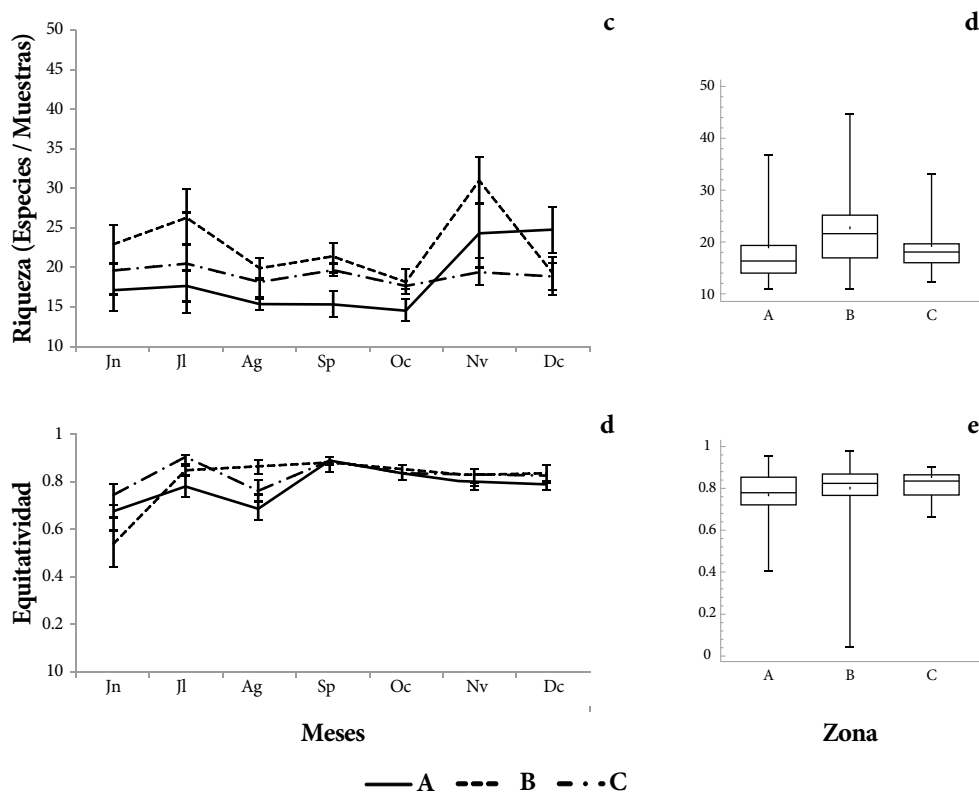 c
Riqueza (Especies / Muestras)
50
45
40
35
30
25
20
15
10
Jn Jl Ag Sp Oc Nv Dc
d
50
40
30
20
10
A B C
d
Equitatividad
1
0.8
0.6
0.4
0.2
10
Jn Jl Ag Sp Oc Nv Dc
Meses
e
1
0.8
0.6
0.4
0.2
0
A B C
Zona
A B C